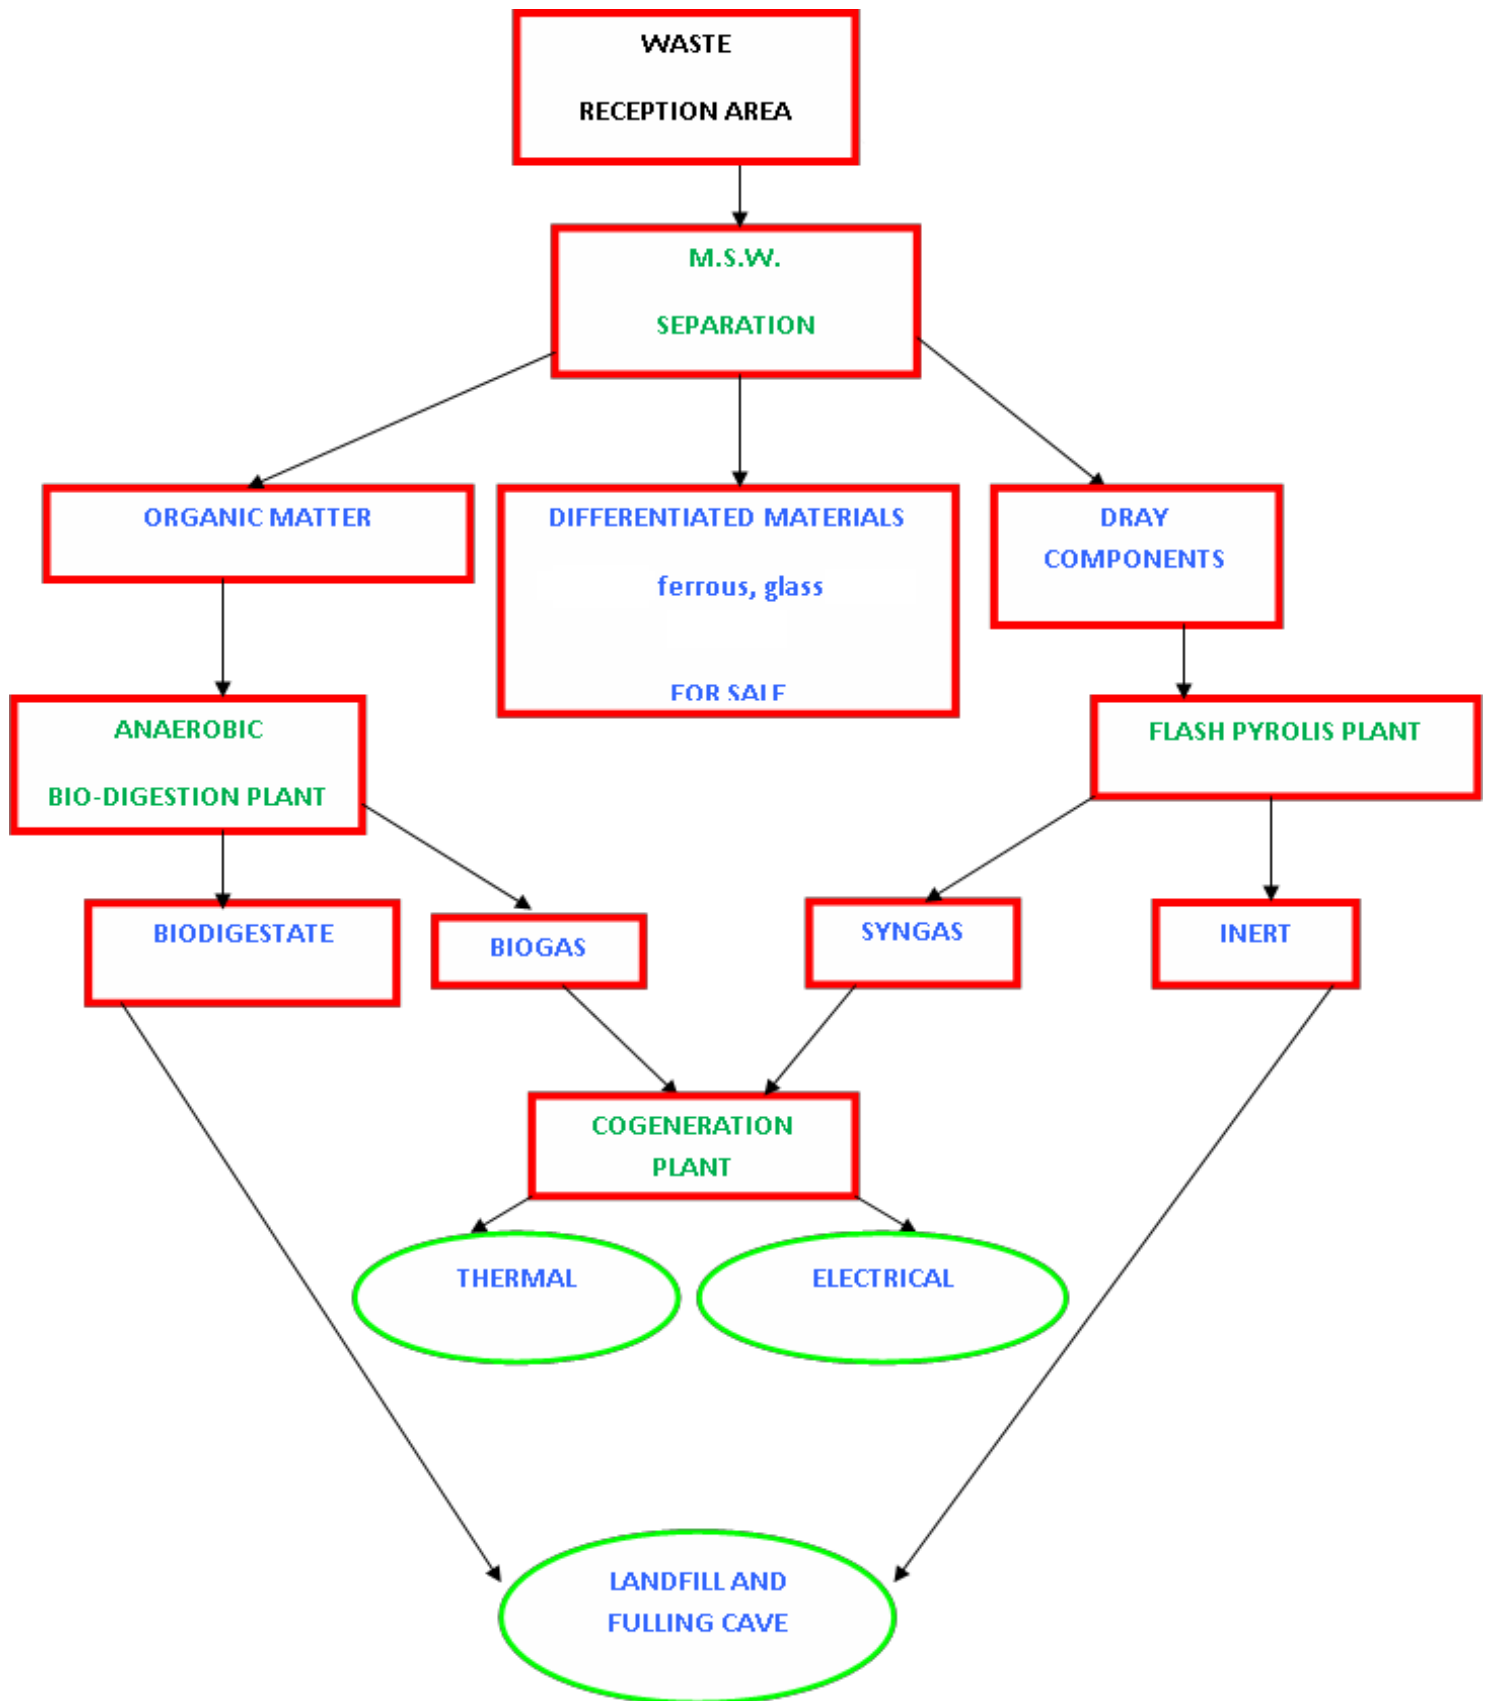 WASTE
RECEPTION AREA
M.S.W.
SEPARATION
ORGANIC MATTER
DIFFERENTIATED MATERIALS
ferrous, glass
FOR SALE
DRAY
COMPONENTS
ANAEROBIC
BIO-DIGESTION PLANT
FLASH PYROLIS PLANT
BIODIGESTATE
BIOGAS
SYNGAS
INERT
COGENERATION
PLANT
THERMAL
ELECTRICAL
LANDFILL AND
FULLING CAVE